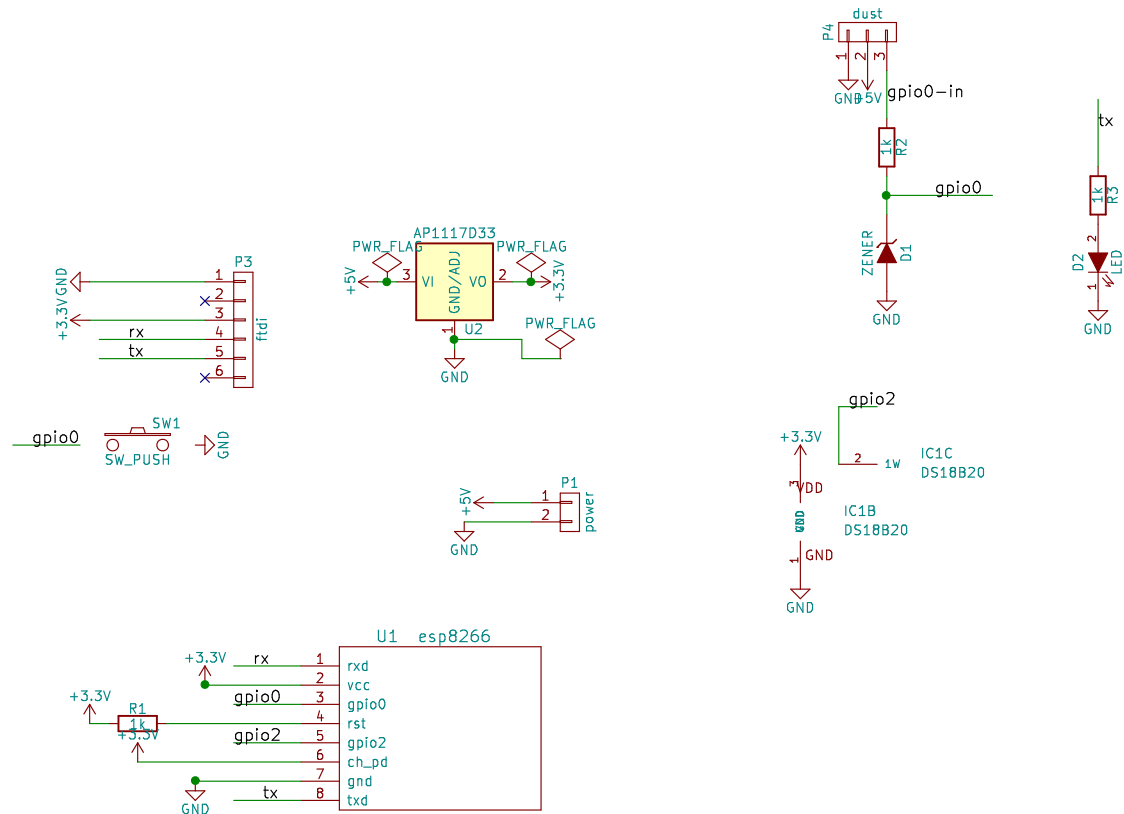 dust
P4
1 2 3
GND
+5V
gpio0-in
1k
R2
gpio0
ZENER
D1
GND
tx
1k
R3
2
D2
LED
1
GND
P3
GND
+3.3V
rx
tx
1
2
3
4
5
6
ftdi
AP1117D33
PWR_FLAG
PWR_FLAG
+5V
3
VI
GND/ADJ
VO
2
+3.3V
1
U2
PWR_FLAG
GND
gpio0
SW1
SW_PUSH
GND
gpio2
2
1W
IC1C
DS18B20
+3.3V
3
VDD
IC1B
DS18B20
1
GND
GND
P1
+5V
1
2
power
GND
U1 esp8266
+3.3V
rx
1
rxd
2
vcc
gpio0
3
gpio0
+3.3V
R1
1k
4
rst
+3.3V
gpio2
5
gpio2
6
ch_pd
7
gnd
GND
tx
8
txd